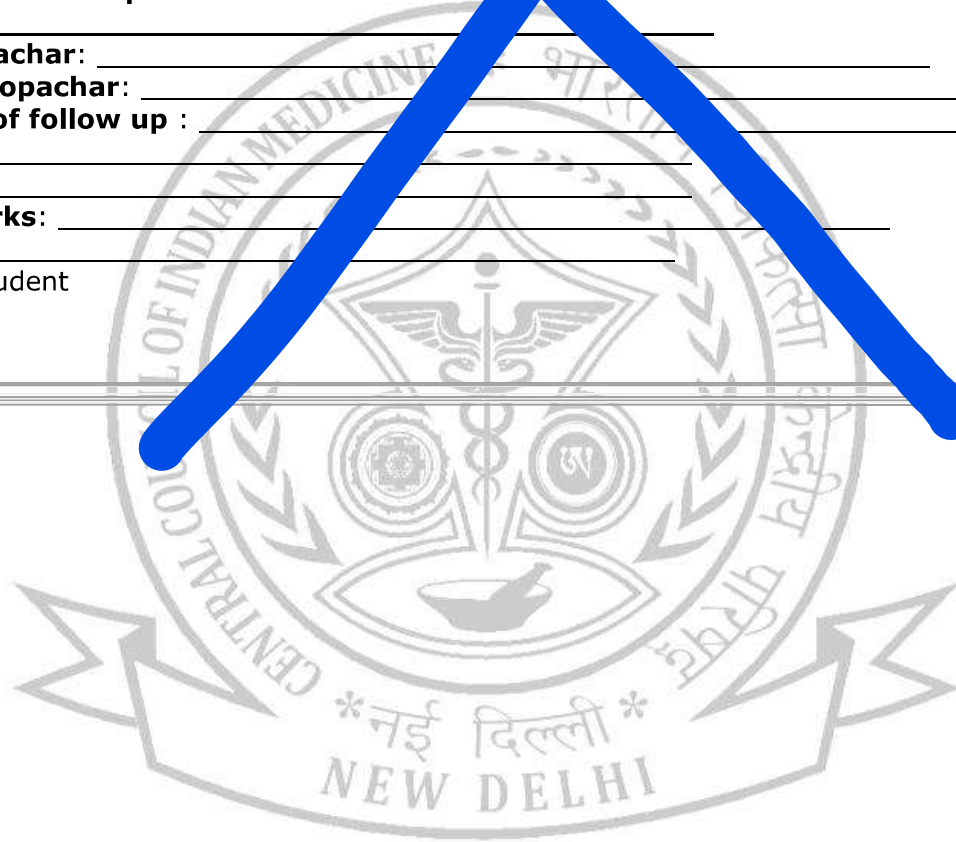 achar:
opachar:
of follow up :
rks:
udent
CENTRAL COUNCIL OF INDIAN MEDICINE
* नई दिल्ली *
NEW DELHI